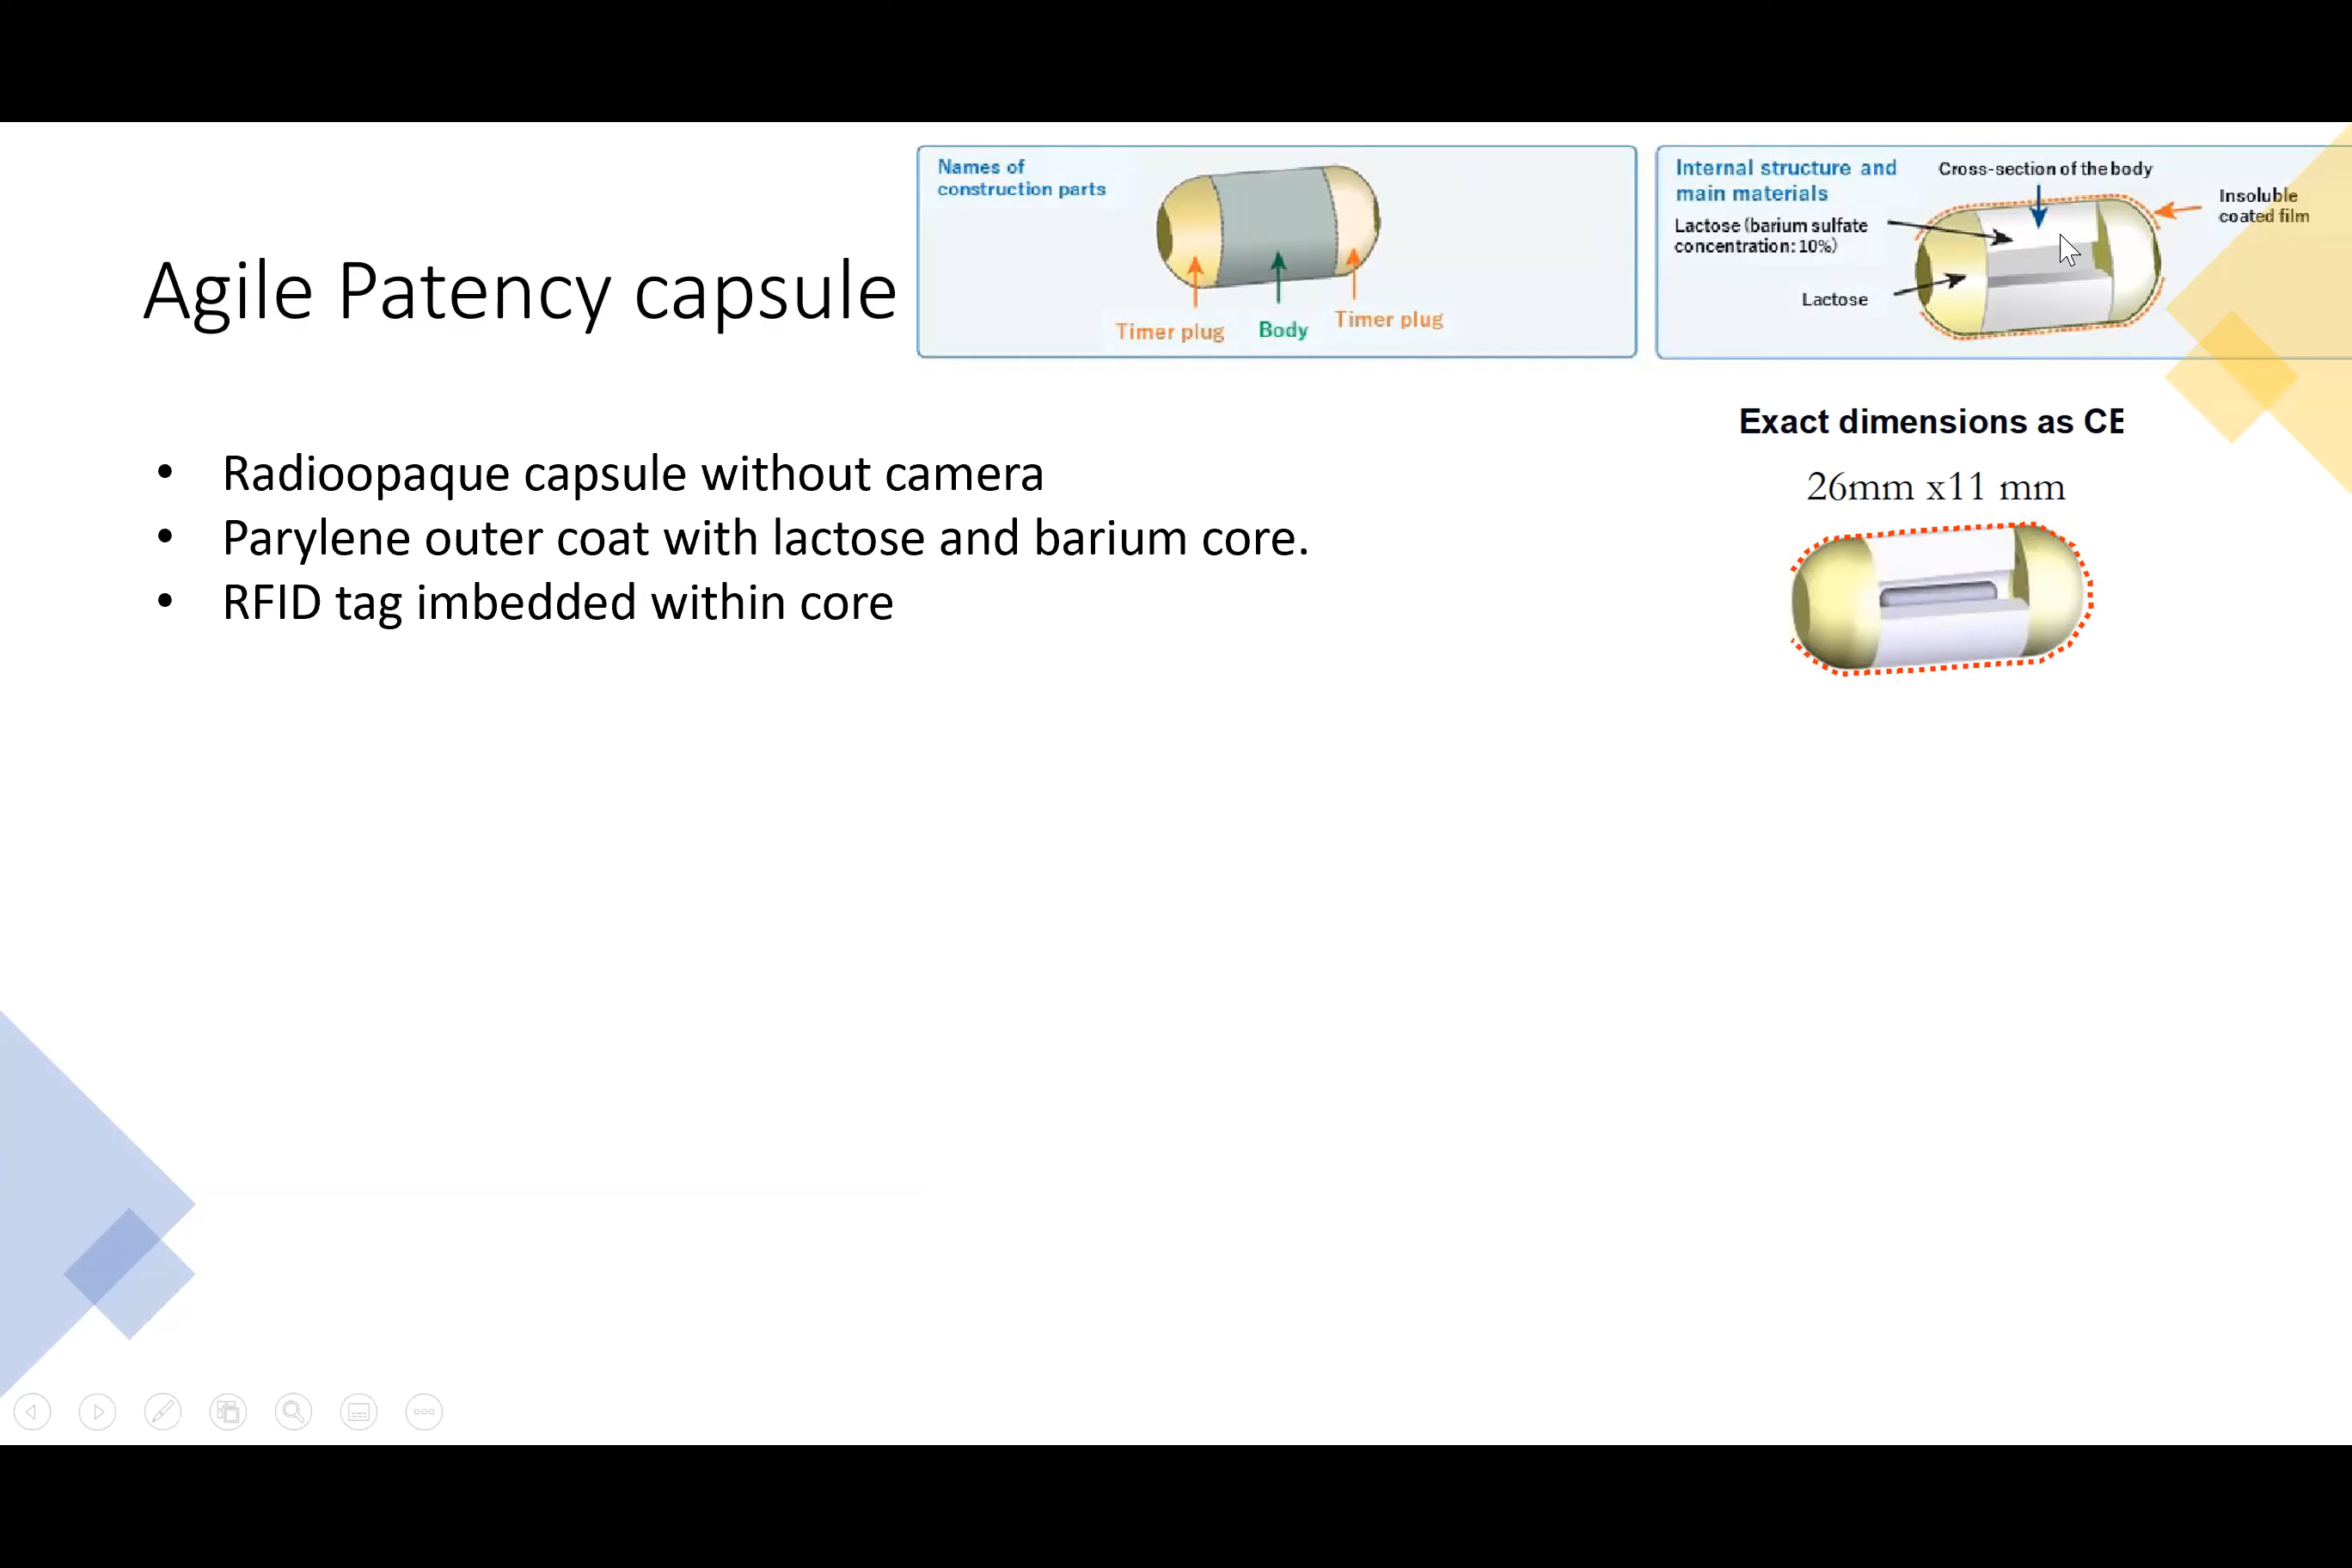 Agile Patency capsule
Names of
construction parts
Timer plug
Body
Timer plug
Internal structure and
main materials
Cross-section of the body
Insoluble
coated film
Lactose (barium sulfate
concentration: 10%)
Lactose
• Radioopaque capsule without camera
• Parylene outer coat with lactose and barium core.
• RFID tag imbedded within core
Exact dimensions as CE
26mm x11 mm